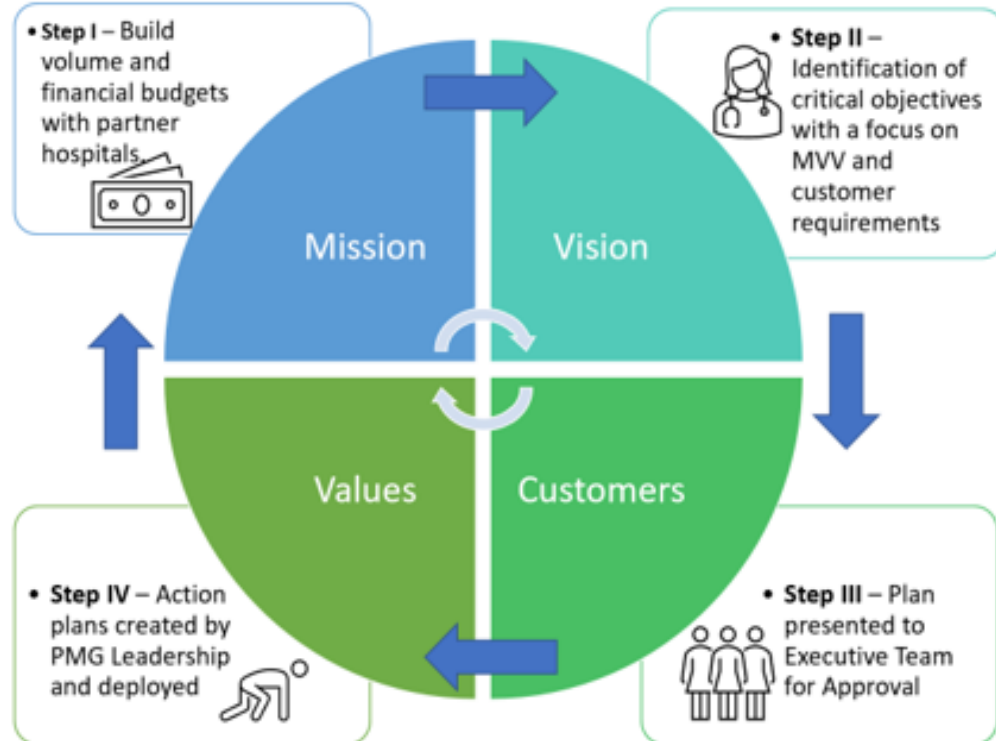 • Step I – Build
volume and
financial budgets
with partner
hospitals.
• Step II –
Identification of
critical objectives
with a focus on
MVV and
customer
requirements
Mission
Vision
Values
Customers
• Step IV – Action
plans created by
PMG Leadership
and deployed
• Step III – Plan
presented to
Executive Team
for Approval